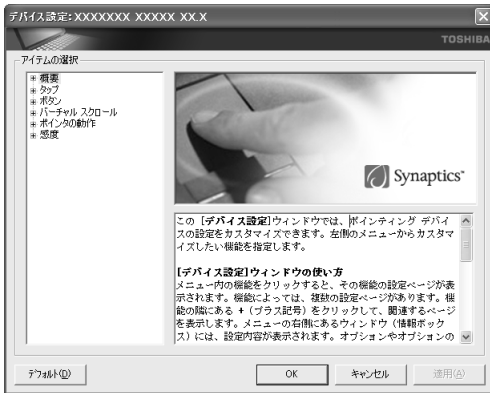 デバイス設定: XXXXXXX XXXXX XX.X
TOSHIBA
アイテムの選択
概要
タップ
ボタン
バーチャル スクロール
ポインタの動作
感度
Synaptics
この [デバイス設定]ウィンドウでは、ポインティング デバイ
スの設定をカスタマイズできます。左側のメニューからカスタマ
イズしたい機能を指定します。
[デバイス設定]ウィンドウの使い方
メニュー内の機能をクリックすると、その機能の設定ページが表
示されます。機能によっては、複数の設定ページがあります。機
能の隣にある + (プラス記号) をクリックして、関連するページ
を表示します。メニューの右側にあるウィンドウ (情報ボック
ス) には、設定内容が表示されます。オプションやオプションの
デフォルト(D)
OK
キャンセル
適用(A)